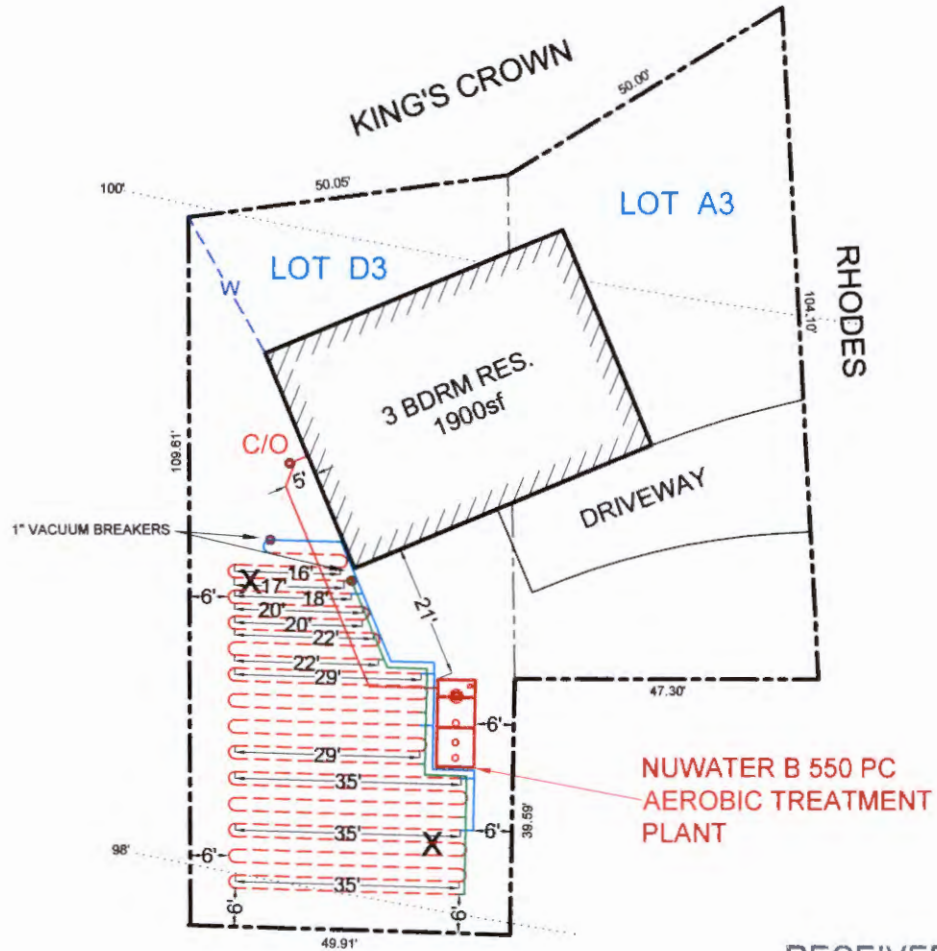 KING'S CROWN
50.00'
50.05'
100'
LOT A3
LOT D3
W
RHODES
104.10'
3 BDRM RES.
1900sf
109.61'
C/O
5'
DRIVEWAY
1" VACUUM BREAKERS
16'
X
17'
6'
18'
20'
20'
21'
22'
22'
29'
47.30'
6'
29'
35'
NUWATER B 550 PC
AEROBIC TREATMENT
PLANT
39.59'
35'
6'
X
98'
6'
35'
6'
6'
49.91'